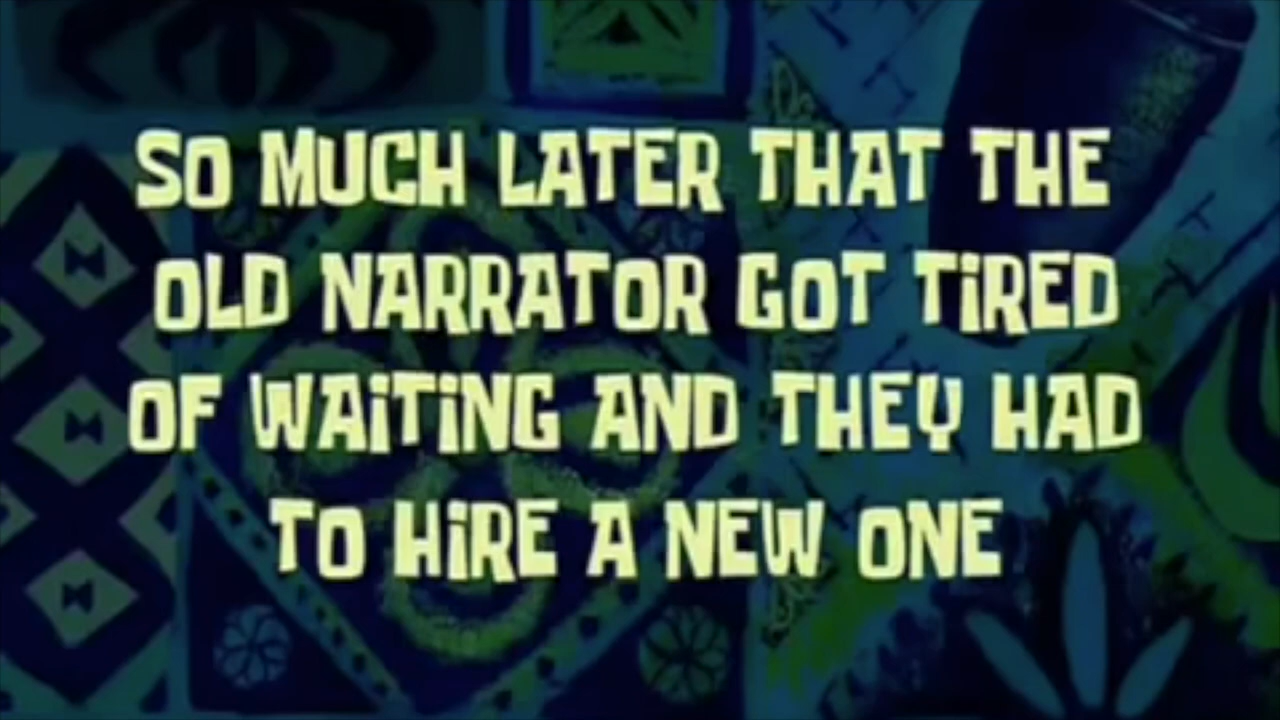 SO MUCH LATER THAT THE
OLD NARRATOR GOT TiRED
OF WAiTiNG AND THEY HAD
TO HiRE A NEW ONE